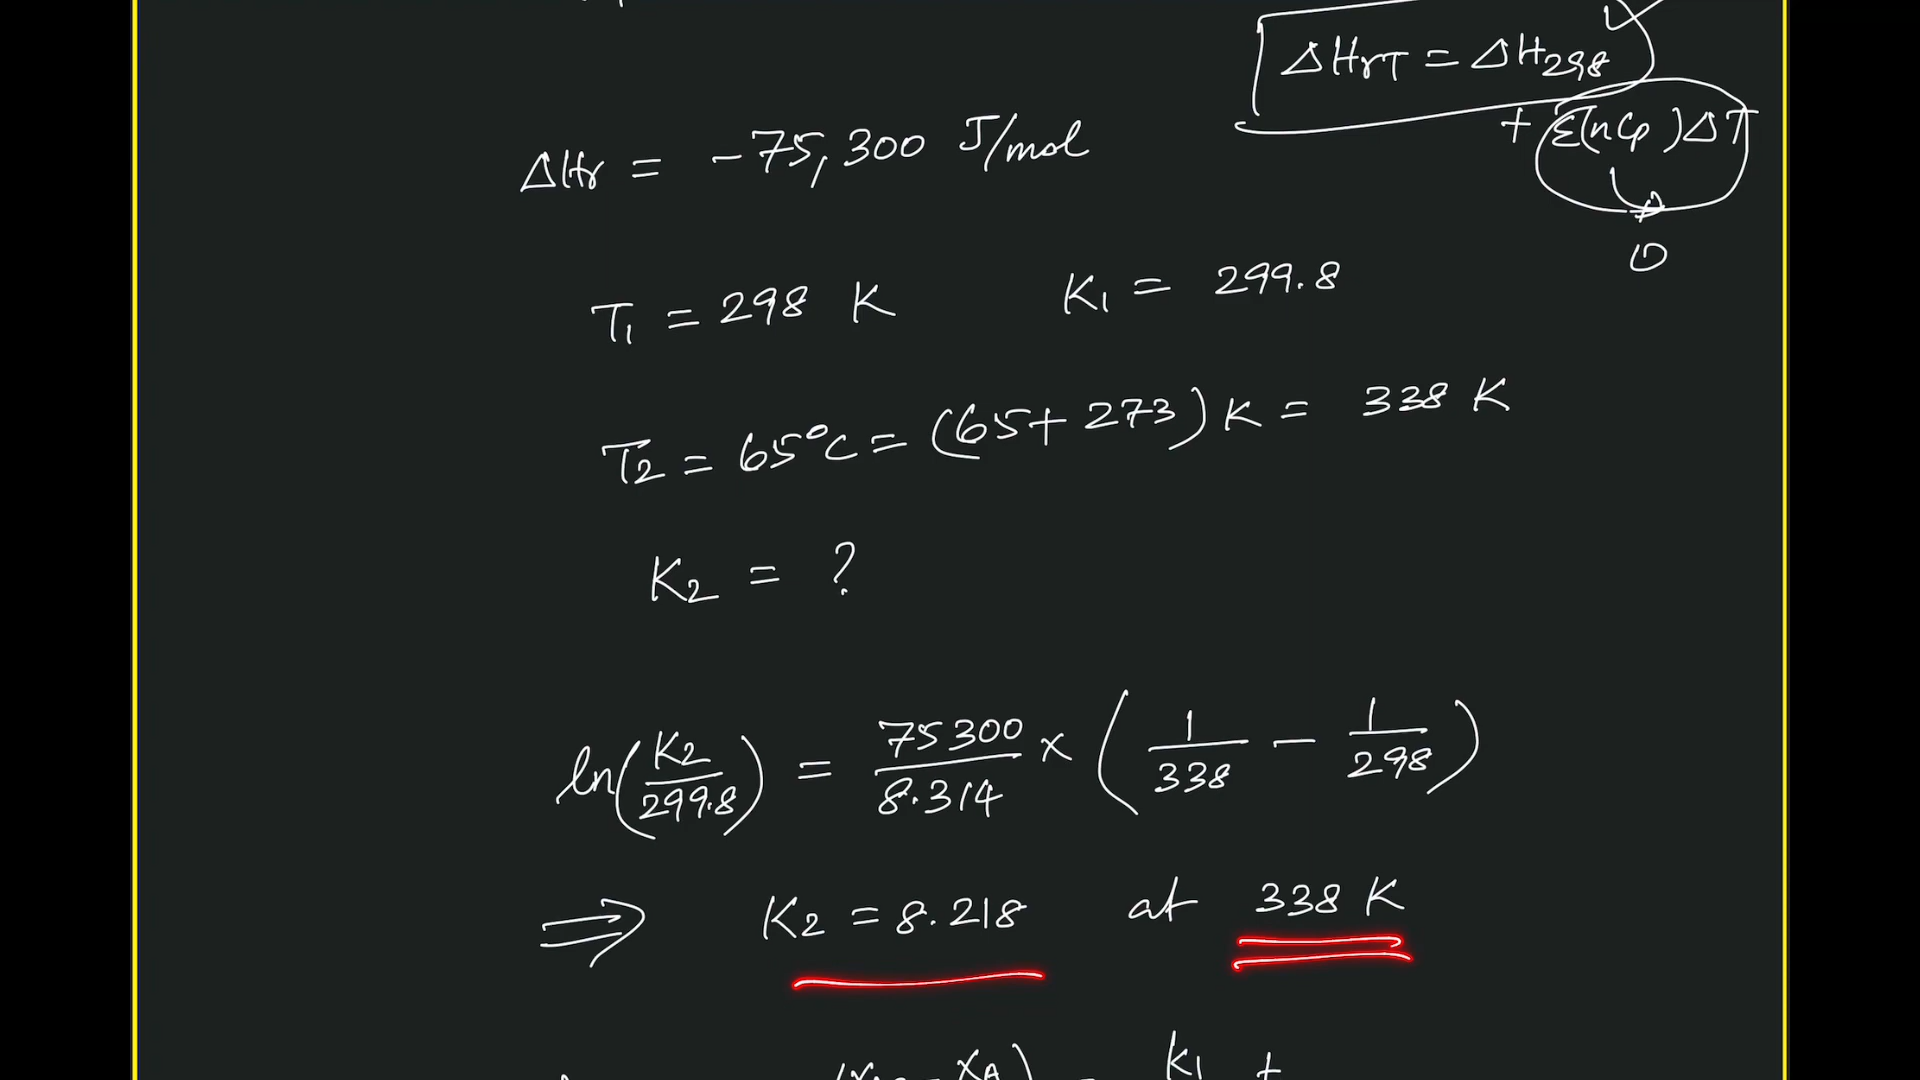 ΔHrT = ΔH298
+ Σ(nCp)ΔT
0
ΔHr = -75,300 J/mol
T1 = 298 K K1 = 299.8
T2 = 65°C = (65+273)K = 338 K
K2 = ?
ln(K2/299.8) = 75300/8.314 x (1/338 - 1/298)
⇒ K2 = 8.218 at 338 K